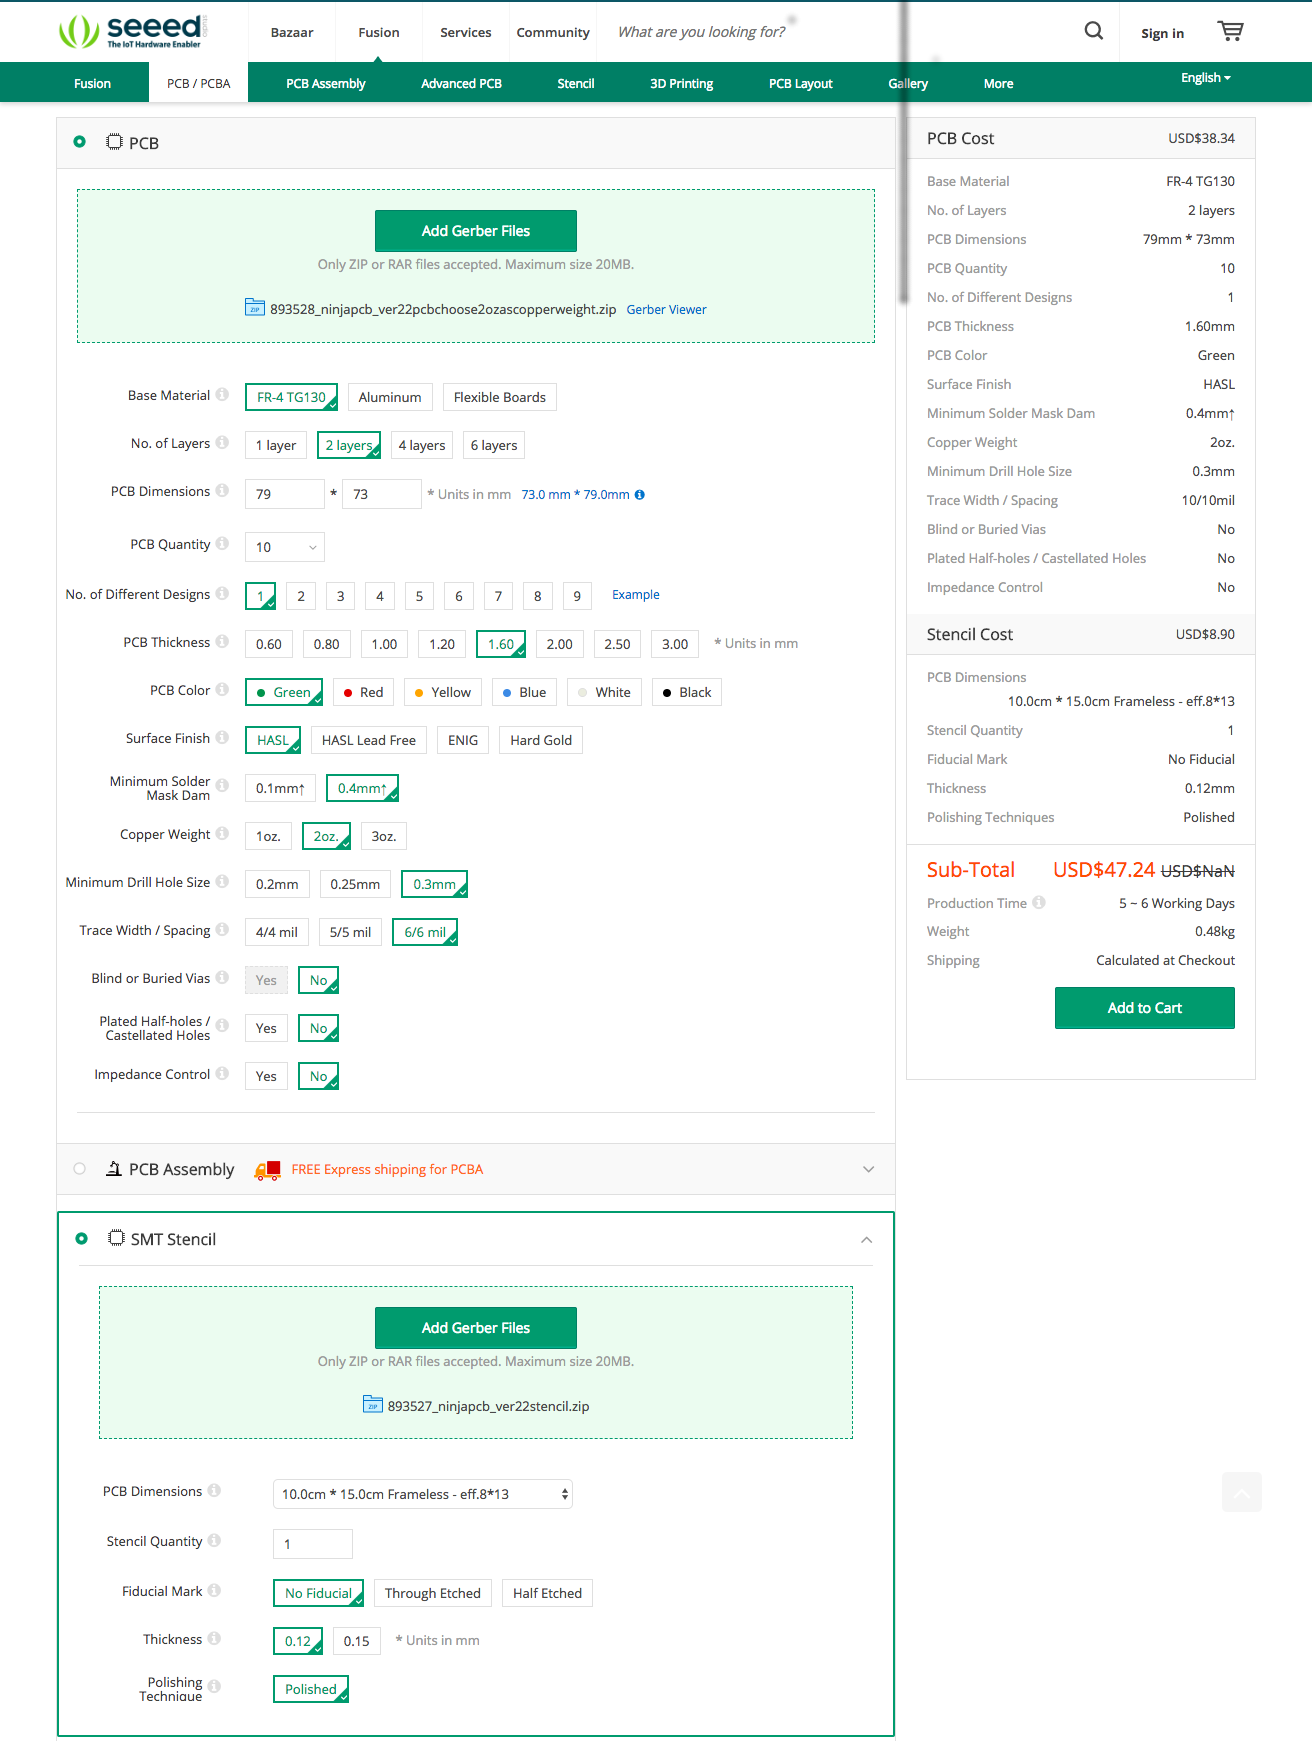 seeed
STUDIO
The IoT Hardware Enabler
Bazaar
Fusion
Services
Community
What are you looking for?
Sign in
Fusion
PCB / PCBA
PCB Assembly
Advanced PCB
Stencil
3D Printing
PCB Layout
Gallery
More
English
PCB
Add Gerber Files
Only ZIP or RAR files accepted. Maximum size 20MB.
ZIP 893528_ninjapcb_ver22pcbchoose2ozascopperweight.zip Gerber Viewer
Base Material FR-4 TG130 Aluminum Flexible Boards
No. of Layers 1 layer 2 layers 4 layers 6 layers
PCB Dimensions 79 * 73 * Units in mm 73.0 mm * 79.0mm
PCB Quantity 10
No. of Different Designs 1 2 3 4 5 6 7 8 9 Example
PCB Thickness 0.60 0.80 1.00 1.20 1.60 2.00 2.50 3.00 * Units in mm
PCB Color Green Red Yellow Blue White Black
Surface Finish HASL HASL Lead Free ENIG Hard Gold
Minimum Solder
Mask Dam 0.1mm↑ 0.4mm↑
Copper Weight 1oz. 2oz. 3oz.
Minimum Drill Hole Size 0.2mm 0.25mm 0.3mm
Trace Width / Spacing 4/4 mil 5/5 mil 6/6 mil
Blind or Buried Vias Yes No
Plated Half-holes /
Castellated Holes Yes No
Impedance Control Yes No
PCB Assembly FREE Express shipping for PCBA
SMT Stencil
Add Gerber Files
Only ZIP or RAR files accepted. Maximum size 20MB.
ZIP 893527_ninjapcb_ver22stencil.zip
PCB Dimensions 10.0cm * 15.0cm Frameless - eff.8*13
Stencil Quantity 1
Fiducial Mark No Fiducial Through Etched Half Etched
Thickness 0.12 0.15 * Units in mm
Polishing
Technique Polished
PCB Cost USD$38.34
Base Material FR-4 TG130
No. of Layers 2 layers
PCB Dimensions 79mm * 73mm
PCB Quantity 10
No. of Different Designs 1
PCB Thickness 1.60mm
PCB Color Green
Surface Finish HASL
Minimum Solder Mask Dam 0.4mm↑
Copper Weight 2oz.
Minimum Drill Hole Size 0.3mm
Trace Width / Spacing 10/10mil
Blind or Buried Vias No
Plated Half-holes / Castellated Holes No
Impedance Control No
Stencil Cost USD$8.90
PCB Dimensions
10.0cm * 15.0cm Frameless - eff.8*13
Stencil Quantity 1
Fiducial Mark No Fiducial
Thickness 0.12mm
Polishing Techniques Polished
Sub-Total USD$47.24 USD$NaN
Production Time 5 ~ 6 Working Days
Weight 0.48kg
Shipping Calculated at Checkout
Add to Cart